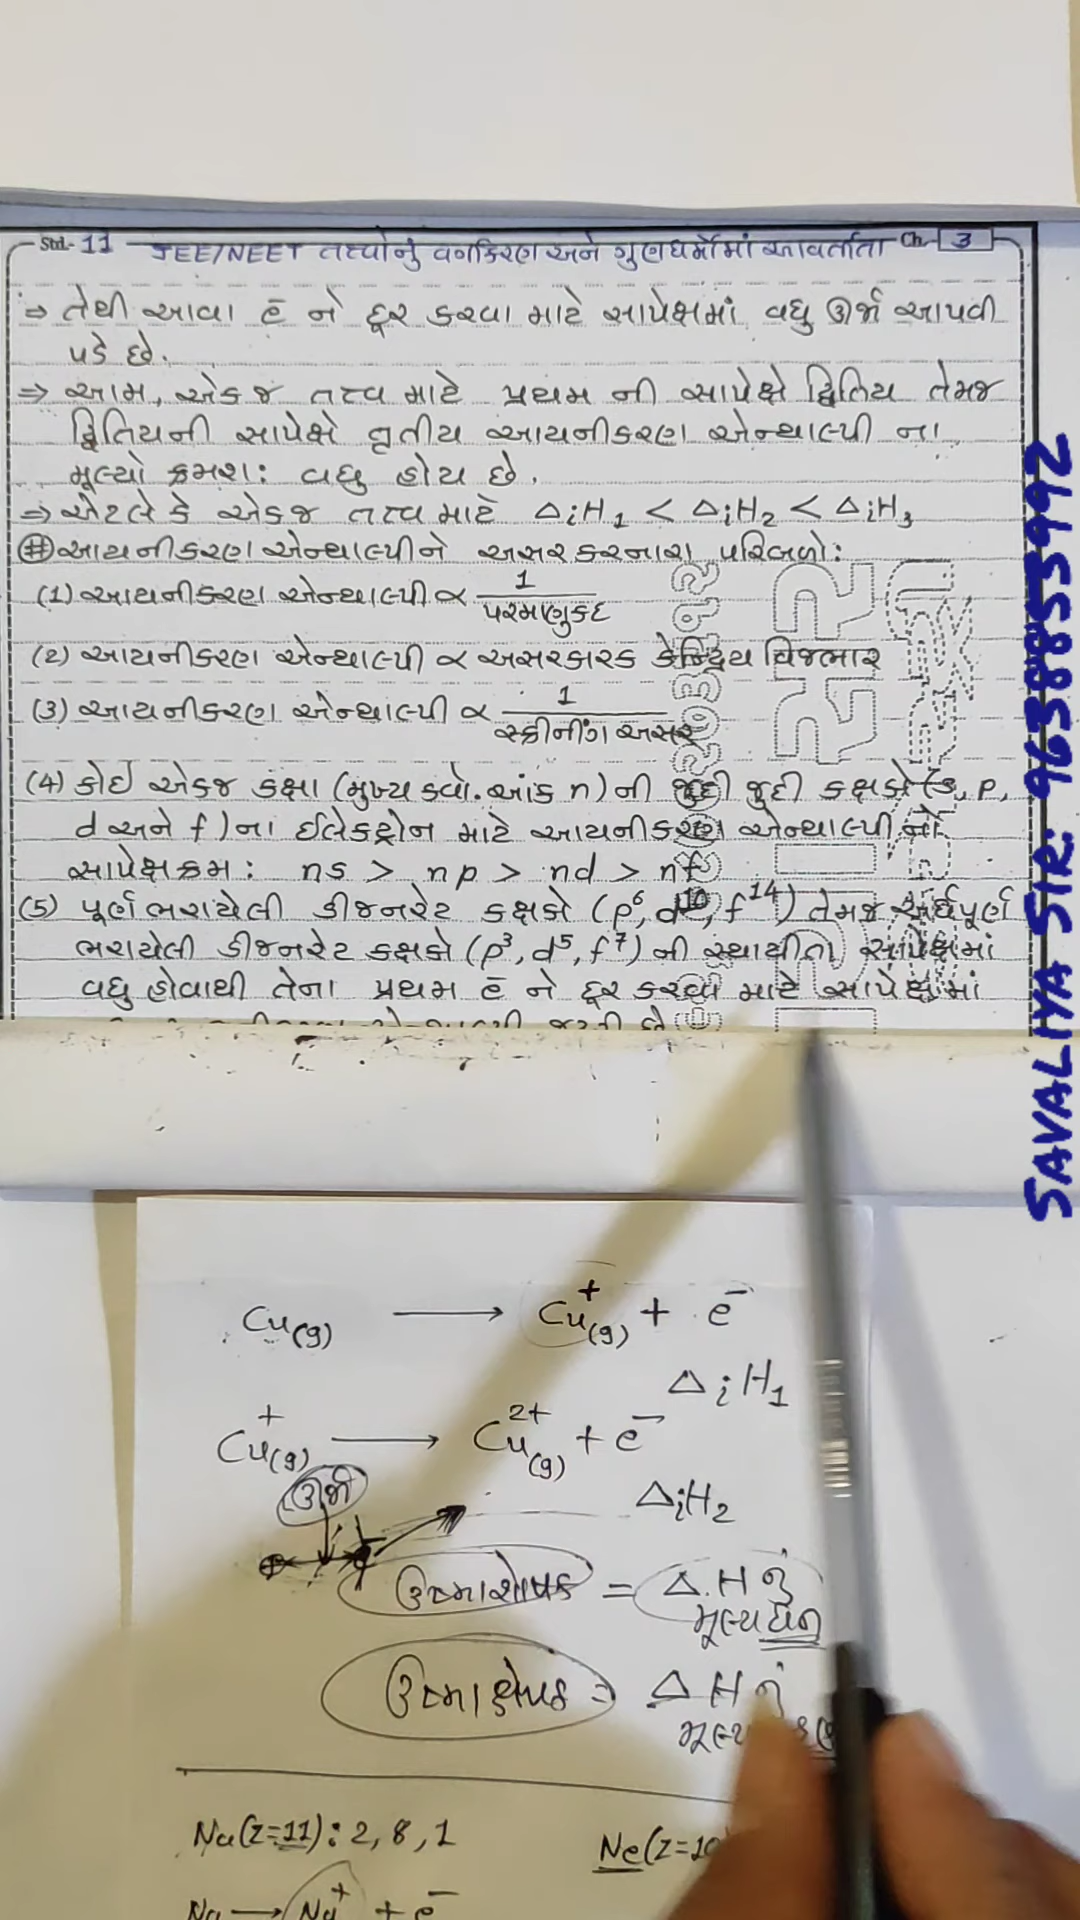 Std.- 11 JEE/NEET તત્ત્વોનું વર્ગીકરણ અને ગુણધર્મોમાં આવર્તતા Ch. 3
⇒ તેથી આવા ē ને દૂર કરવા માટે સાપેક્ષમાં વધુ ઊર્જા આપવી
પડે છે.
⇒ આમ, એક જ તત્ત્વ માટે પ્રથમ ની સાપેક્ષે દ્વિતિય તેમજ
દ્વિતિયની સાપેક્ષે તૃતીય આયનીકરણ એન્થાલ્પી ના
મૂલ્યો ક્રમશ: વધુ હોય છે.
⇒ એટલે કે એકજ તત્ત્વ માટે ΔiH1 < ΔiH2 < ΔiH3
# આયનીકરણ એન્થાલ્પીને અસર કરનારા પરિબળો:
(1) આયનીકરણ એન્થાલ્પી ∝ 1 / પરમાણુકદ
(2) આયનીકરણ એન્થાલ્પી ∝ અસરકારક કેન્દ્રિય વિજભાર
(3) આયનીકરણ એન્થાલ્પી ∝ 1 / સ્ક્રીનીંગ અસર
(4) કોઈ એકજ કક્ષા (મુખ્ય ક્વો. આંક n) ની જુદી જુદી કક્ષકો (s, p,
d અને f) ના ઈલેક્ટ્રોન માટે આયનીકરણ એન્થાલ્પી નો
સાપેક્ષ ક્રમ: ns > np > nd > nf
(5) પૂર્ણ ભરાયેલી ડીજનરેટ કક્ષકો (p⁶, d¹⁰, f¹⁴) તેમજ અર્ધપૂર્ણ
ભરાયેલી ડીજનરેટ કક્ષકો (p³, d⁵, f⁷) ની સ્થાયીતા સાપેક્ષમાં
વધુ હોવાથી તેના પ્રથમ ē ને દૂર કરવા માટે સાપેક્ષમાં
SAVALIYA SIR: 9638855992
Cu(g) ⟶ Cu⁺(g) + e⁻
ΔiH1
Cu⁺(g) ⟶ Cu²⁺(g) + e⁻
ઊર્જા
ΔiH2
ઉષ્માશોષક = ΔH નું
મૂલ્ય ધન
ઉષ્માક્ષેપક = ΔH નું
Na(z=11): 2, 8, 1
Ne(z=10
Na ⟶ Na⁺ + e⁻